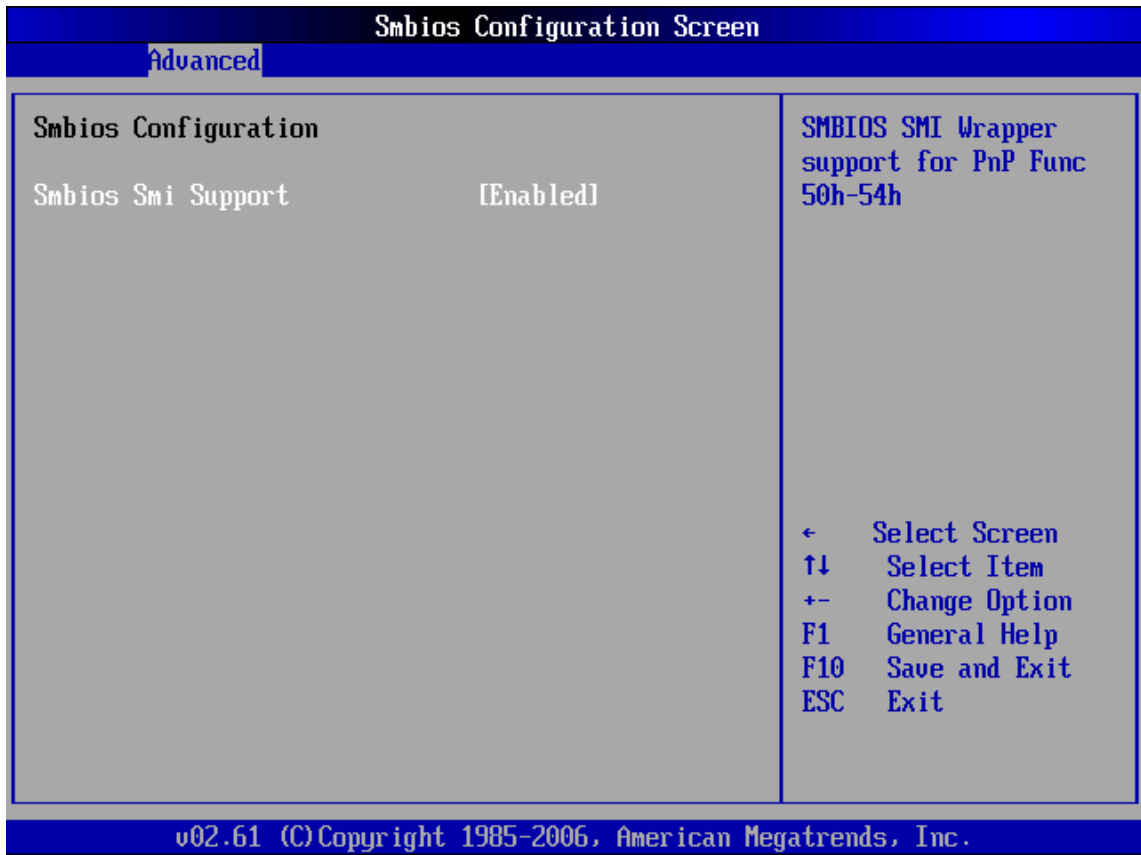 Smbios Configuration Screen
Advanced
Smbios Configuration
Smbios Smi Support [Enabled]
SMBIOS SMI Wrapper
support for PnP Func
50h-54h
← Select Screen
↑↓ Select Item
+- Change Option
F1 General Help
F10 Save and Exit
ESC Exit
v02.61 (C)Copyright 1985-2006, American Megatrends, Inc.